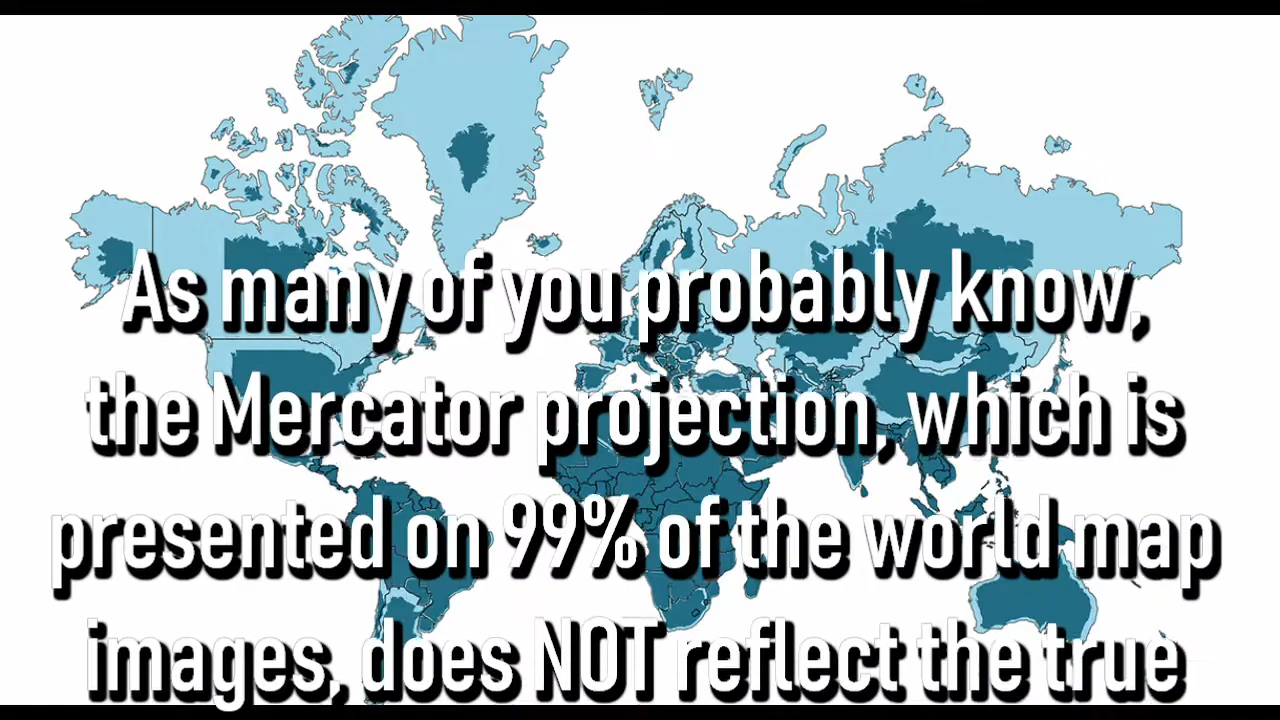 As many of you probably know,
the Mercator projection, which is
presented on 99% of the world map
images, does NOT reflect the true